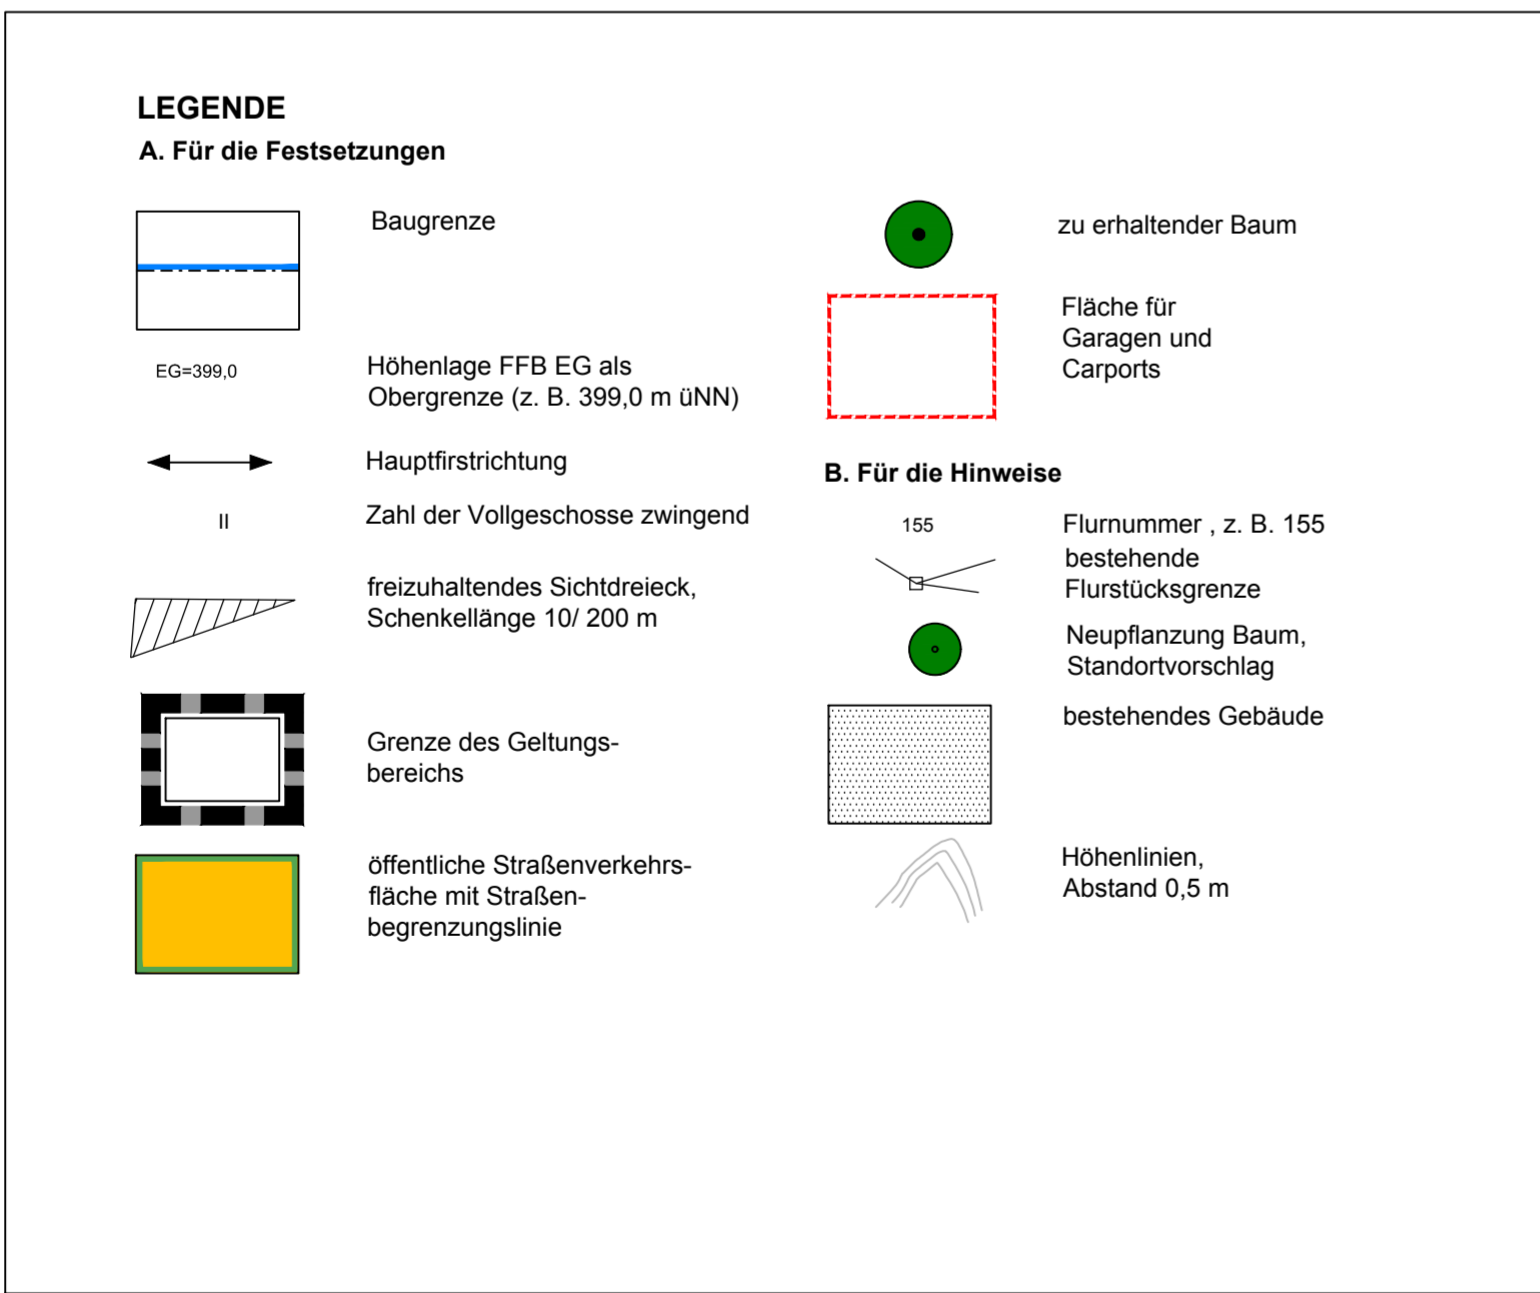 LEGENDE
A. Für die Festsetzungen
Baugrenze
EG=399,0
Höhenlage FFB EG als
Obergrenze (z. B. 399,0 m üNN)
Hauptfirstrichtung
II
Zahl der Vollgeschosse zwingend
freizuhaltendes Sichtdreieck,
Schenkellänge 10/ 200 m
Grenze des Geltungs-
bereichs
öffentliche Straßenverkehrs-
fläche mit Straßen-
begrenzungslinie
zu erhaltender Baum
Fläche für
Garagen und
Carports
B. Für die Hinweise
155
Flurnummer , z. B. 155
bestehende
Flurstücksgrenze
Neupflanzung Baum,
Standortvorschlag
bestehendes Gebäude
Höhenlinien,
Abstand 0,5 m